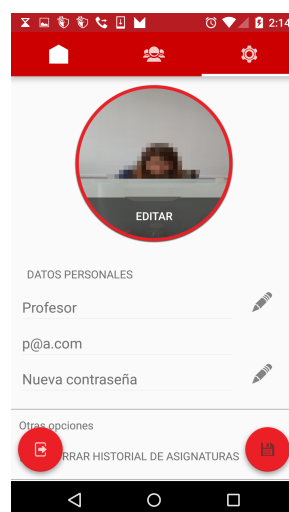 2:14
EDITAR
DATOS PERSONALES
Profesor
p@a.com
Nueva contraseña
Otras opciones
RRAR HISTORIAL DE ASIGNATURAS